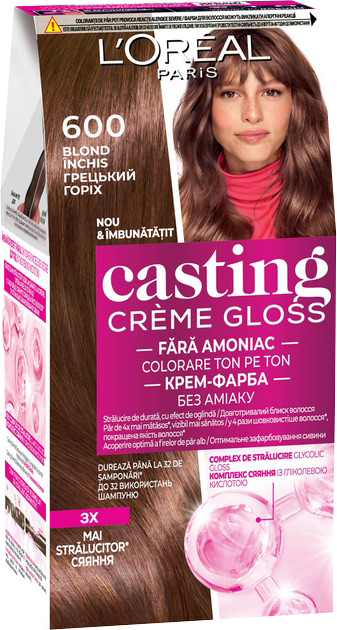 L'ORÉAL
PARIS
600
BLOND
ÎNCHIS
ГРЕЦЬКИЙ
ГОРІХ
NOU
& ÎMBUNĂTĂȚIT
casting
CRÈME GLOSS
FĂRĂ AMONIAC
COLORARE TON PE TON
КРЕМ-ФАРБА
БЕЗ АМІАКУ
Strălucire de durată, cu efect de oglindă / Довготривалий блиск волосся
Păr de 4x mai mătăsos*, vizibil mai sănătos / у 4 рази шовковистіше волосся*,
покращена якість волосся*
Acoperire optimă a firelor de păr alb / Оптимальне зафарбовування сивини
COMPLEX DE STRĂLUCIRE GLYCOLIC
GLOSS
КОМПЛЕКС СЯЯННЯ ІЗ ГЛІКОЛЕВОЮ
КИСЛОТОЮ
DUREAZĂ PÂNĂ LA 32 DE
ȘAMPONĂRI*
ДО 32 ВИКОРИСТАНЬ
ШАМПУНЮ
3X
MAI
STRĂLUCITOR*
СЯЯННЯ